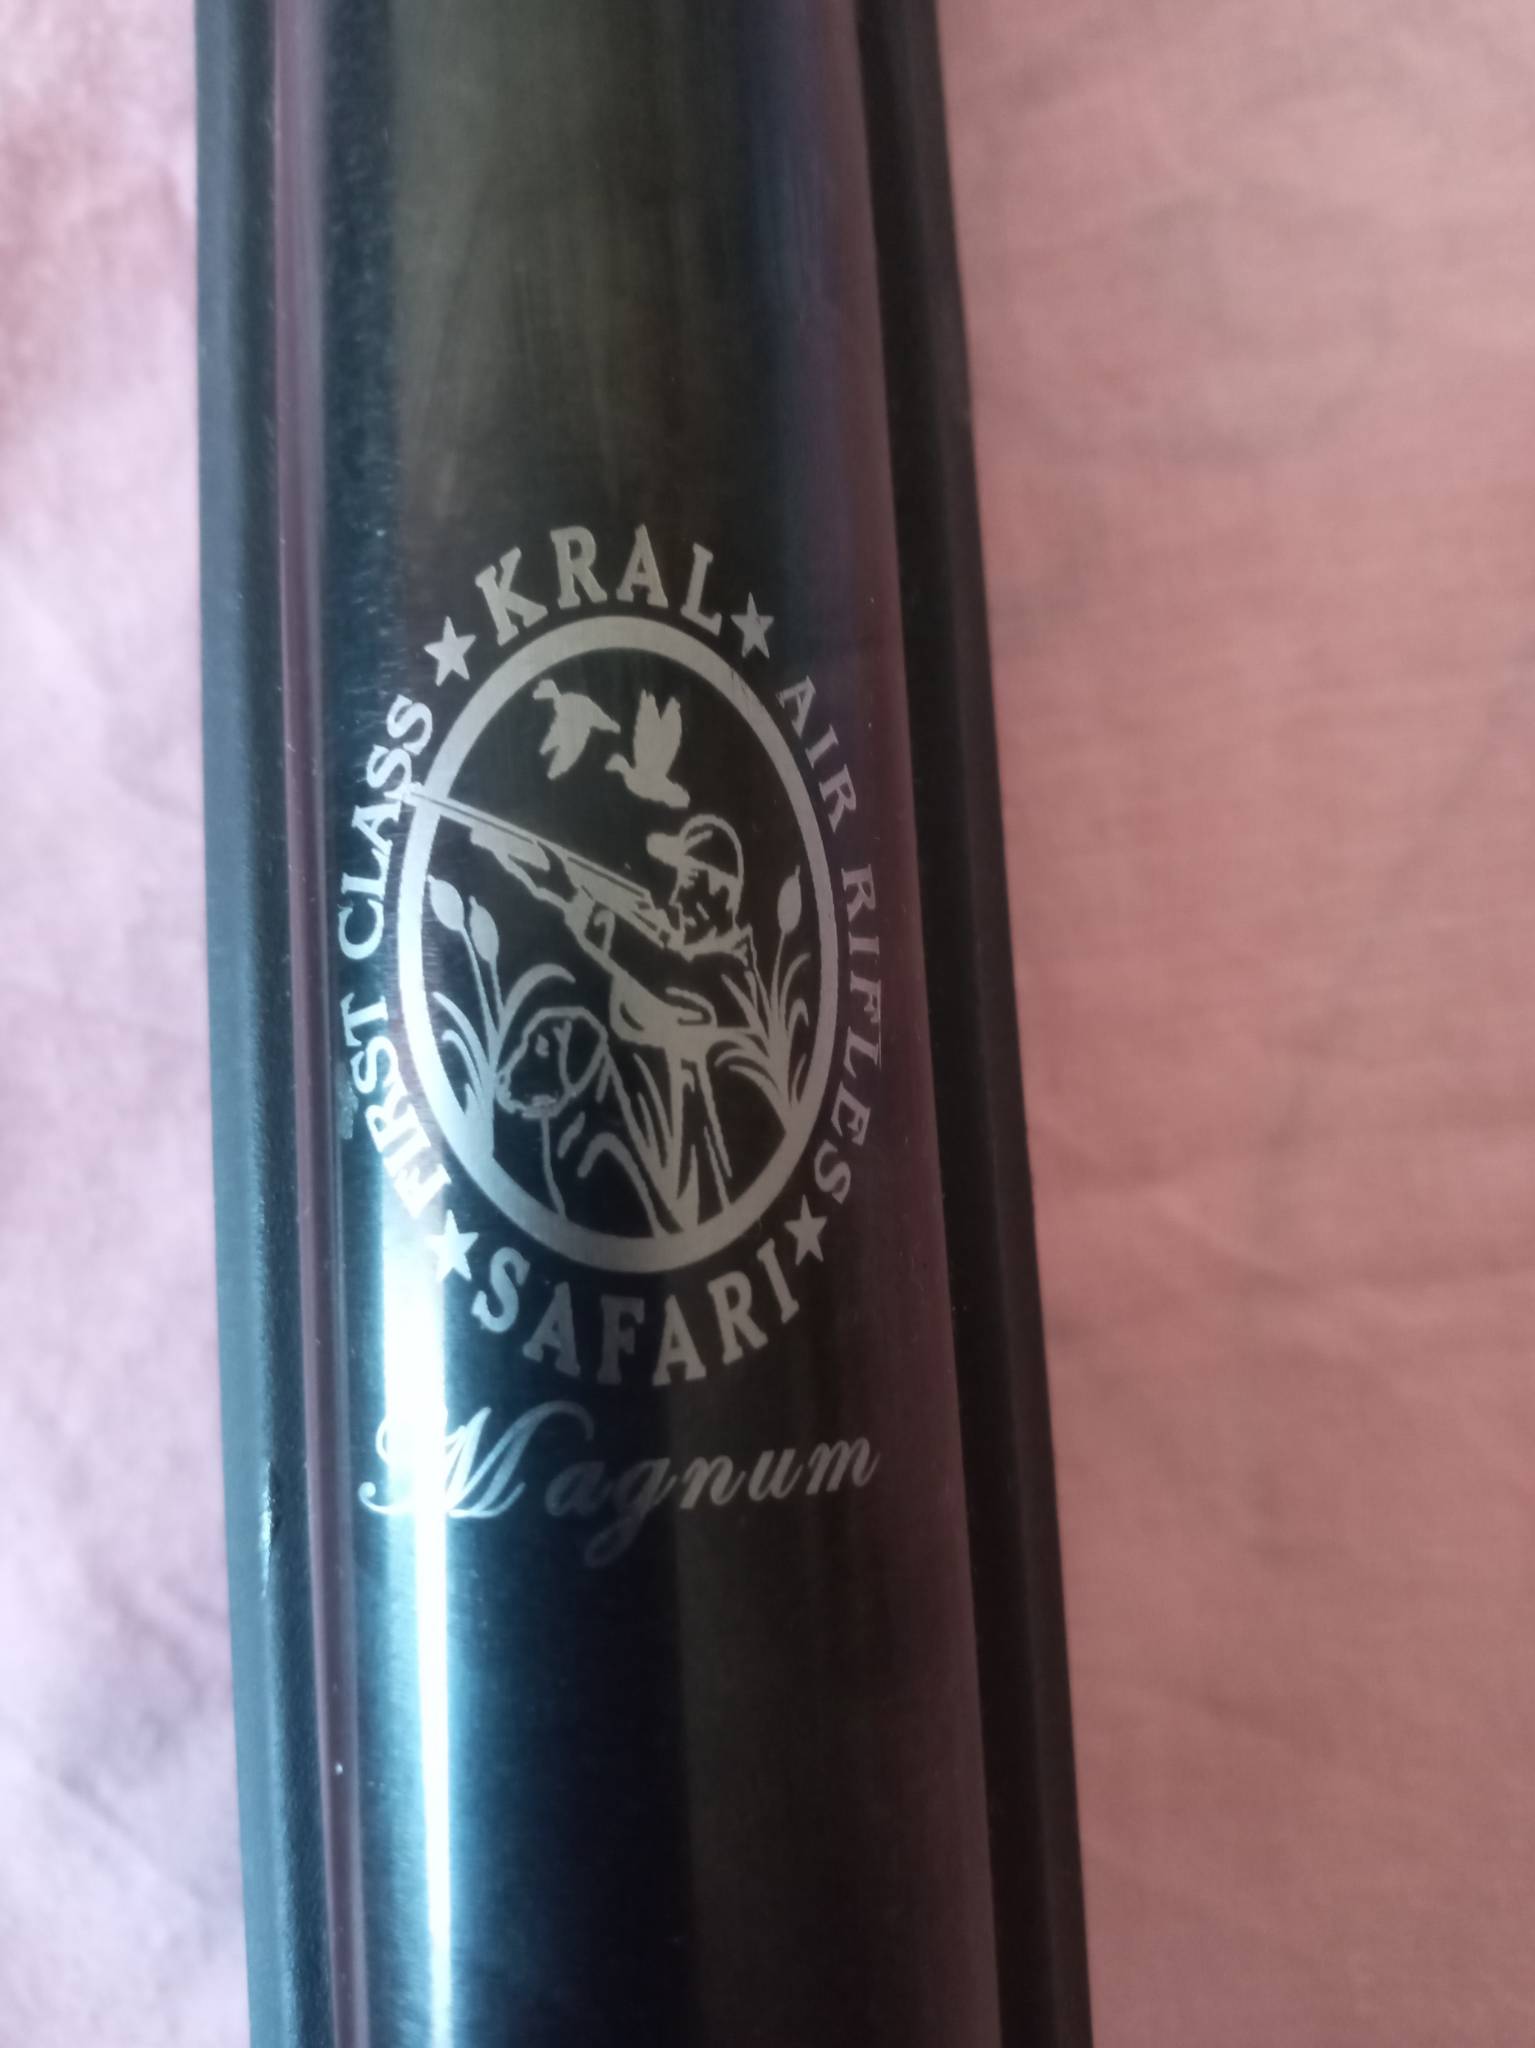 ★ KRAL ★
FIRST CLASS
AIR RIFLES
★ SAFARI ★
Magnum